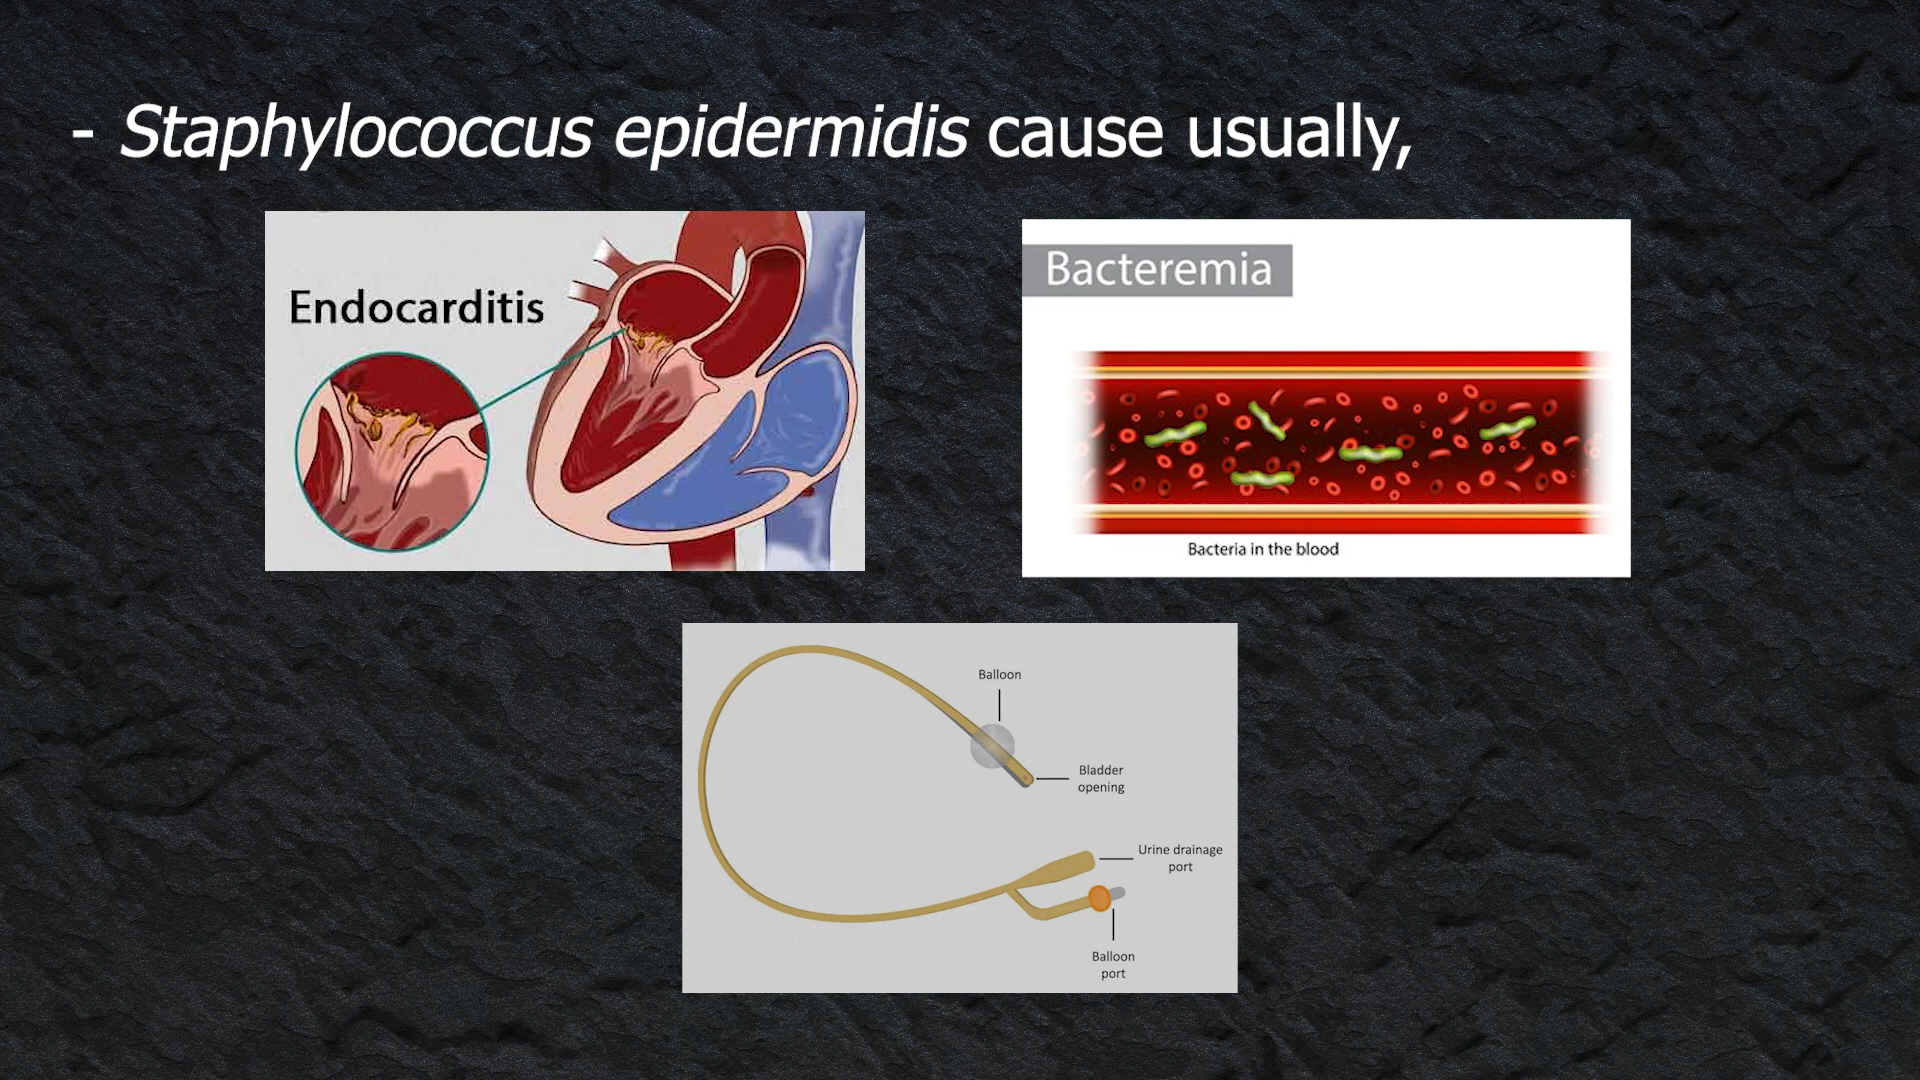 - Staphylococcus epidermidis cause usually,
Endocarditis
Bacteremia
Bacteria in the blood
Balloon
Bladder
opening
Urine drainage
port
Balloon
port